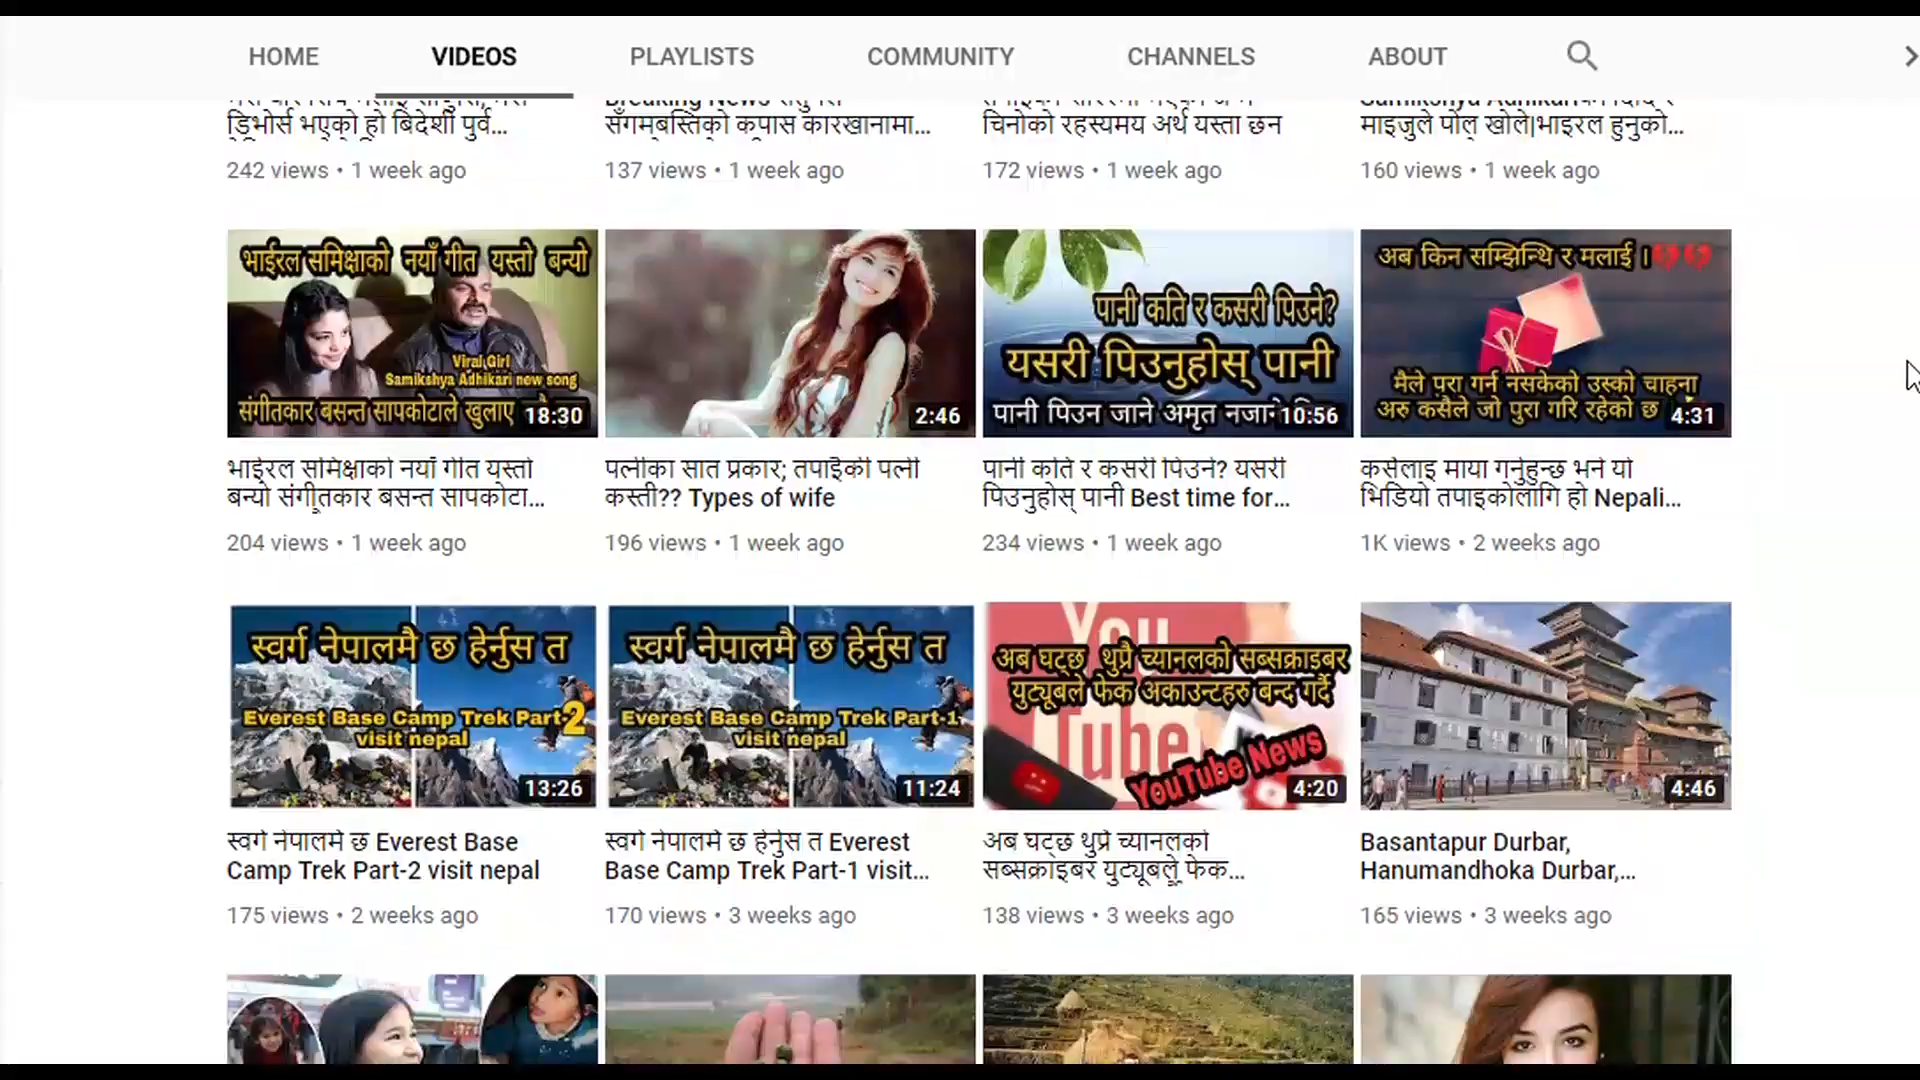 HOME VIDEOS PLAYLISTS COMMUNITY CHANNELS ABOUT
डिभोर्स भएको हो बिदेशी पुर्व...
242 views • 1 week ago
सँगम्बस्तिको कपास कारखानामा...
137 views • 1 week ago
चिनोको रहस्यमय अर्थ यस्ता छन
172 views • 1 week ago
माइजुले पोल खोले|भाइरल हुनुको...
160 views • 1 week ago
भाईरल समिक्षाको नयाँ गीत यस्तो बन्यो
Viral Girl
Samikshya Adhikari new song
संगीतकार बसन्त सापकोटाले खुलाए
18:30
भाईरल समिक्षाको नयाँ गीत यस्तो
बन्यो संगीतकार बसन्त सापकोटा...
204 views • 1 week ago
2:46
पत्नीका सात प्रकार; तपाईकी पत्नी
कस्ती?? Types of wife
196 views • 1 week ago
पानी कति र कसरी पिउने?
यसरी पिउनुहोस् पानी
पानी पिउन जाने अमृत
10:56
पानी कति र कसरी पिउने? यसरी
पिउनुहोस् पानी Best time for...
234 views • 1 week ago
अब किन सम्झिन्थि र मलाई ।
मैले पुरा गर्न नसकेको उस्को चाहना
अरु कसैले जो पुरा गरि रहेको छ
4:31
कसैलाइ माया गर्नुहुन्छ भने यो
भिडियो तपाइकोलागि हो Nepali...
1K views • 2 weeks ago
स्वर्ग नेपालमै छ हेर्नुस त
Everest Base Camp Trek Part-2
visit nepal
13:26
स्वर्ग नेपालमै छ Everest Base
Camp Trek Part-2 visit nepal
175 views • 2 weeks ago
स्वर्ग नेपालमै छ हेर्नुस त
Everest Base Camp Trek Part-1
visit nepal
11:24
स्वर्ग नेपालमै छ हेर्नुस त Everest
Base Camp Trek Part-1 visit...
170 views • 3 weeks ago
You
Tube
अब घट्छ थुप्रै च्यानलको सब्सक्राइबर
युट्यूबले फेक अकाउन्टहरु बन्द गर्दै
YouTube News
4:20
अब घट्छ थुप्रै च्यानलको
सब्सक्राइबर युट्यूबले फेक...
138 views • 3 weeks ago
4:46
Basantapur Durbar,
Hanumandhoka Durbar,...
165 views • 3 weeks ago